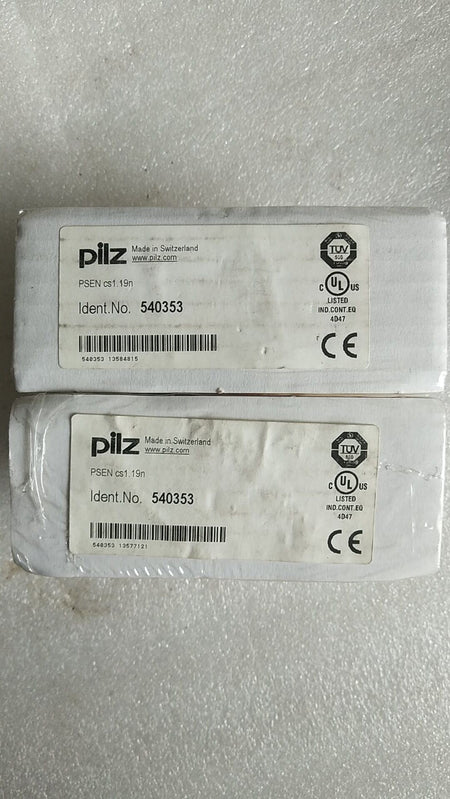 pilz Made in Switzerland
www.pilz.com
PSEN cs1.19n
Ident.No. 540353
540353 13584815
TÜV
C UL US
LISTED
IND.CONT.EQ
4D47
CE
pilz Made in Switzerland
www.pilz.com
PSEN cs1.19n
Ident.No. 540353
540353 13577121
TÜV
C UL US
LISTED
IND.CONT.EQ
4D47
CE